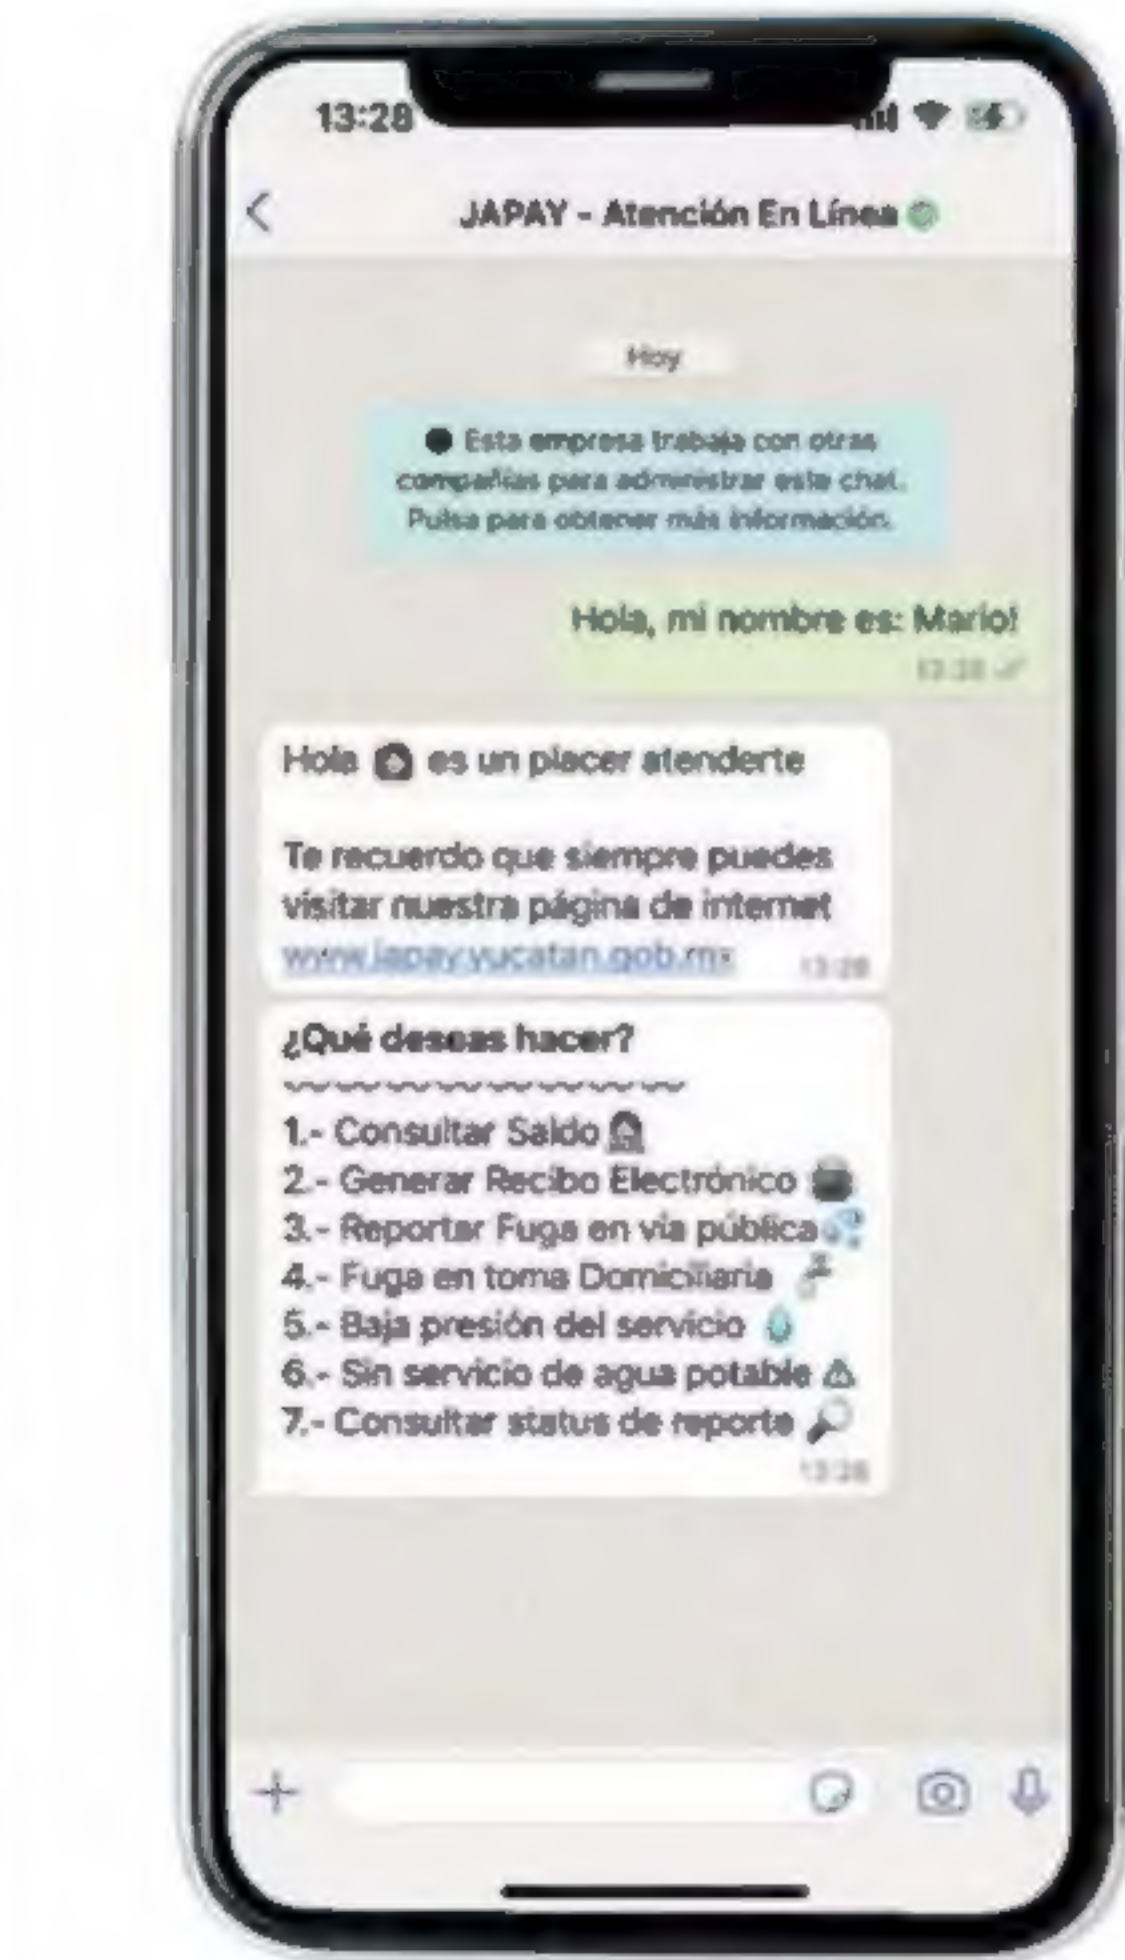 13:28
JAPAY - Atención En Línea
Hoy
Esta empresa trabaja con otras
compañías para administrar este chat.
Pulsa para obtener más información.
Hola, mi nombre es: Mario!
13:28
Hola es un placer atenderte
Te recuerdo que siempre puedes
visitar nuestra página de internet
www.japay.yucatan.gob.mx
13:28
¿Qué deseas hacer?
1.- Consultar Saldo
2.- Generar Recibo Electrónico
3.- Reportar Fuga en vía pública
4.- Fuga en toma Domiciliaria
5.- Baja presión del servicio
6.- Sin servicio de agua potable
7.- Consultar status de reporte
13:28